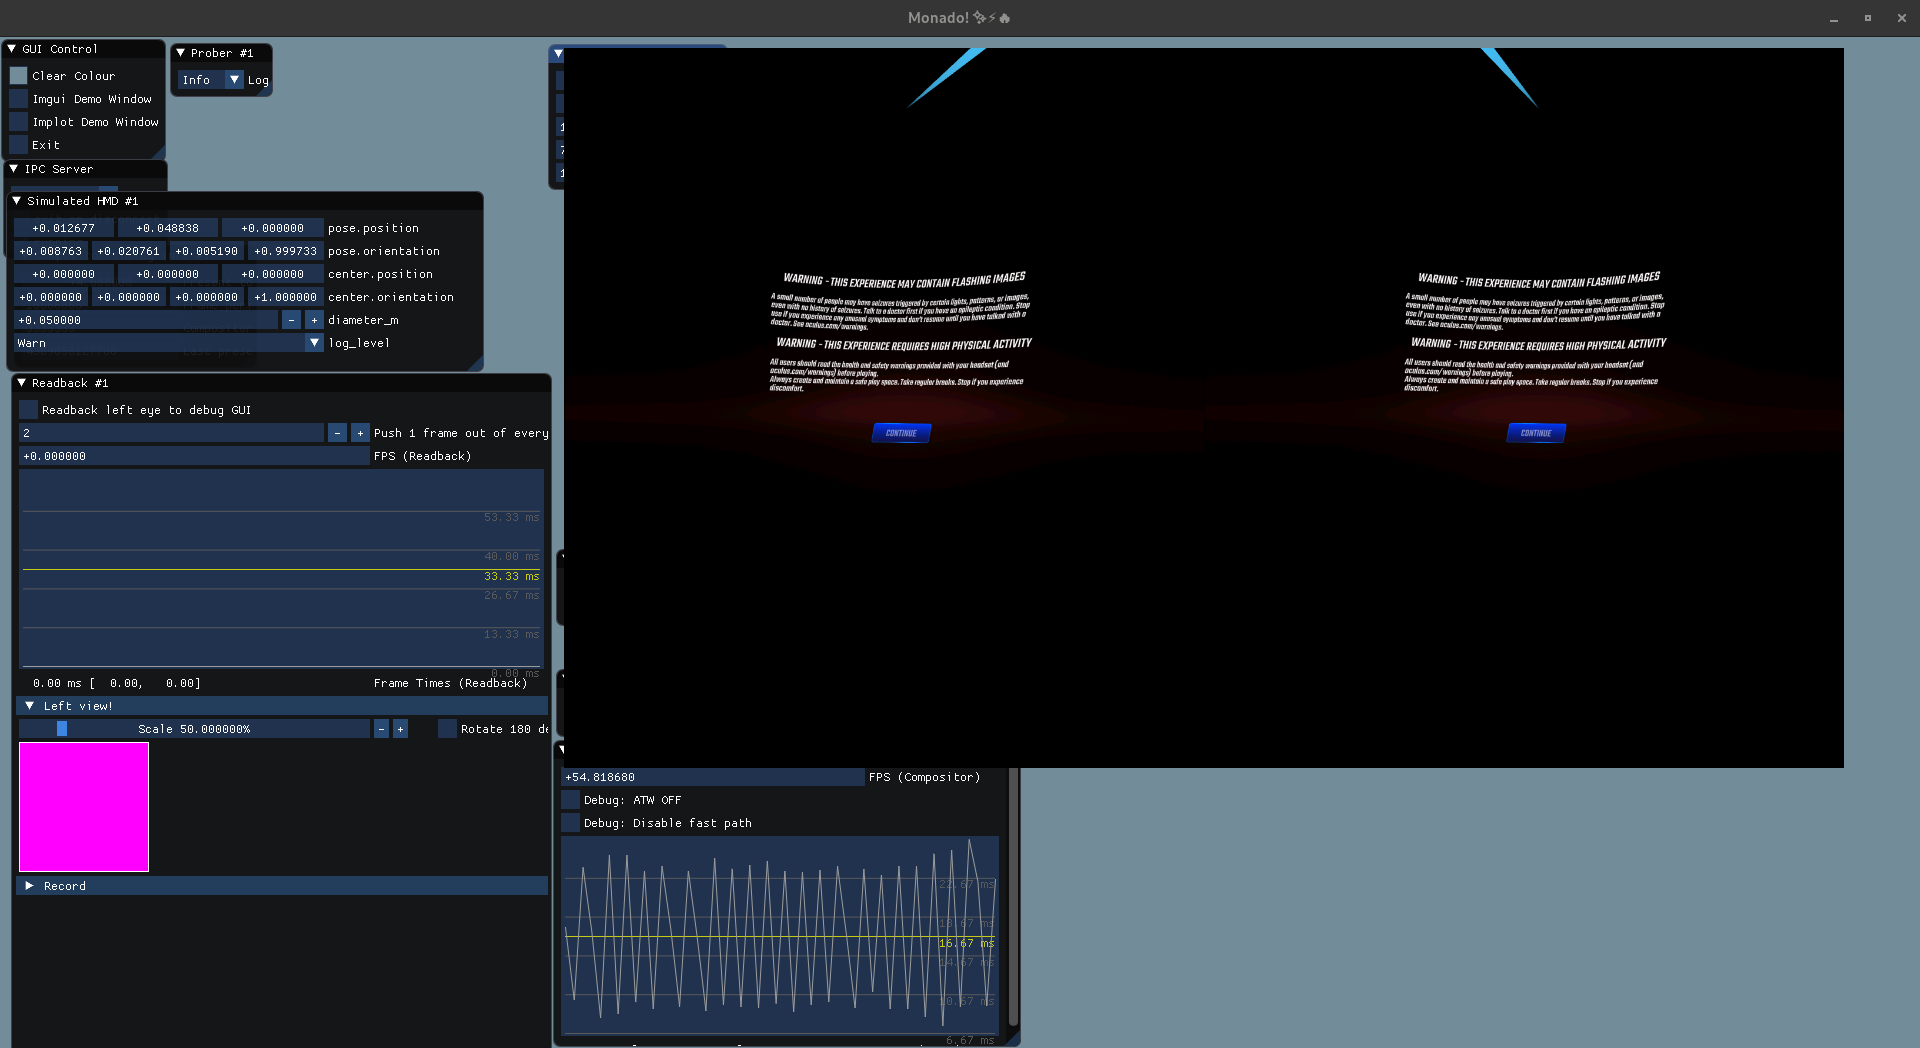 Monado! ✨⚡🔥
GUI Control
Clear Colour
Imgui Demo Window
Implot Demo Window
Exit
Prober #1
Info
Log
IPC Server
Simulated HMD #1
+0.012677 +0.048838 +0.000000 pose.position
+0.008763 +0.020761 +0.005190 +0.999733 pose.orientation
+0.000000 +0.000000 +0.000000 center.position
+0.000000 +0.000000 +0.000000 +1.000000 center.orientation
+0.050000 - + diameter_m
Warn log_level
Readback #1
Readback left eye to debug GUI
2 - + Push 1 frame out of every
+0.000000 FPS (Readback)
53.33 ms
40.00 ms
33.33 ms
26.67 ms
13.33 ms
0.00 ms
0.00 ms [ 0.00, 0.00] Frame Times (Readback)
Left view!
Scale 50.000000% - + Rotate 180 de
Record
WARNING - THIS EXPERIENCE MAY CONTAIN FLASHING IMAGES
A small number of people may have seizures triggered by certain lights, patterns, or images,
even with no history of seizures. Talk to a doctor first if you have an epileptic condition. Stop
use if you experience any unusual symptoms and don't resume until you have talked with a
doctor. See oculus.com/warnings.
WARNING - THIS EXPERIENCE REQUIRES HIGH PHYSICAL ACTIVITY
All users should read the health and safety warnings provided with your headset (and
oculus.com/warnings) before playing.
Always create and maintain a safe play space. Take regular breaks. Stop if you experience
discomfort.
CONTINUE
WARNING - THIS EXPERIENCE MAY CONTAIN FLASHING IMAGES
A small number of people may have seizures triggered by certain lights, patterns, or images,
even with no history of seizures. Talk to a doctor first if you have an epileptic condition. Stop
use if you experience any unusual symptoms and don't resume until you have talked with a
doctor. See oculus.com/warnings.
WARNING - THIS EXPERIENCE REQUIRES HIGH PHYSICAL ACTIVITY
All users should read the health and safety warnings provided with your headset (and
oculus.com/warnings) before playing.
Always create and maintain a safe play space. Take regular breaks. Stop if you experience
discomfort.
CONTINUE
+54.818680 FPS (Compositor)
Debug: ATW OFF
Debug: Disable fast path
22.67 ms
18.67 ms
16.67 ms
14.67 ms
10.67 ms
6.67 ms